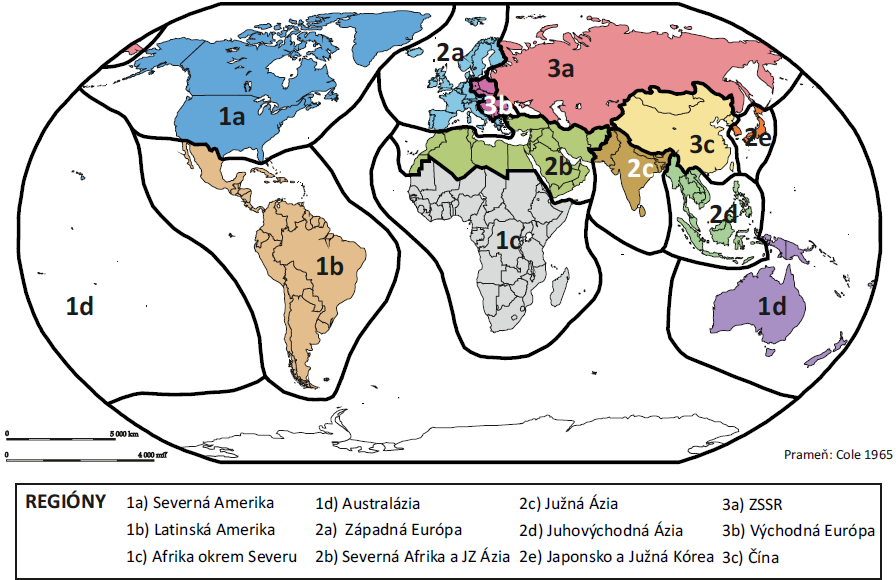 2a
3a
1a
3b
2e
3c
2b
2c
2d
1c
1b
1d
1d
0 5 000 km
0 4 000 mil
Prameň: Cole 1965
REGIÓNY
1a) Severná Amerika 1d) Australázia 2c) Južná Ázia 3a) ZSSR
1b) Latinská Amerika 2a) Západná Európa 2d) Juhovýchodná Ázia 3b) Východná Európa
1c) Afrika okrem Severu 2b) Severná Afrika a JZ Ázia 2e) Japonsko a Južná Kórea 3c) Čína